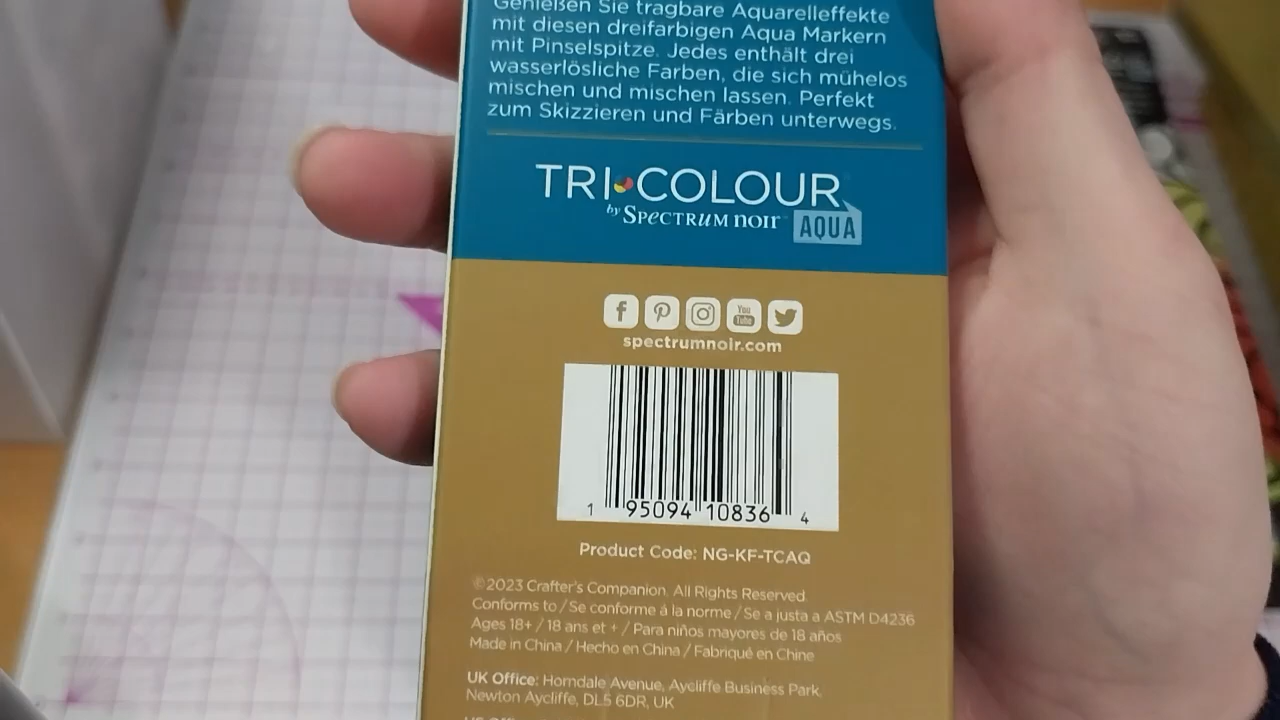 Genießen Sie tragbare Aquarelleffekte
mit diesen dreifarbigen Aqua Markern
mit Pinselspitze. Jedes enthält drei
wasserlösliche Farben, die sich mühelos
mischen und mischen lassen. Perfekt
zum Skizzieren und Färben unterwegs.
TRI COLOUR
by SPECTRUM NOIR
AQUA
You Tube
spectrumnoir.com
1 95094 10836 4
Product Code: NG-KF-TCAQ
©2023 Crafter's Companion. All Rights Reserved.
Conforms to / Se conforme á la norme / Se a justa a ASTM D4236
Ages 18+ / 18 ans et + / Para niños mayores de 18 años
Made in China / Hecho en China / Fabriqué en Chine
UK Office: Horndale Avenue, Aycliffe Business Park,
Newton Aycliffe, DL5 6DR, UK